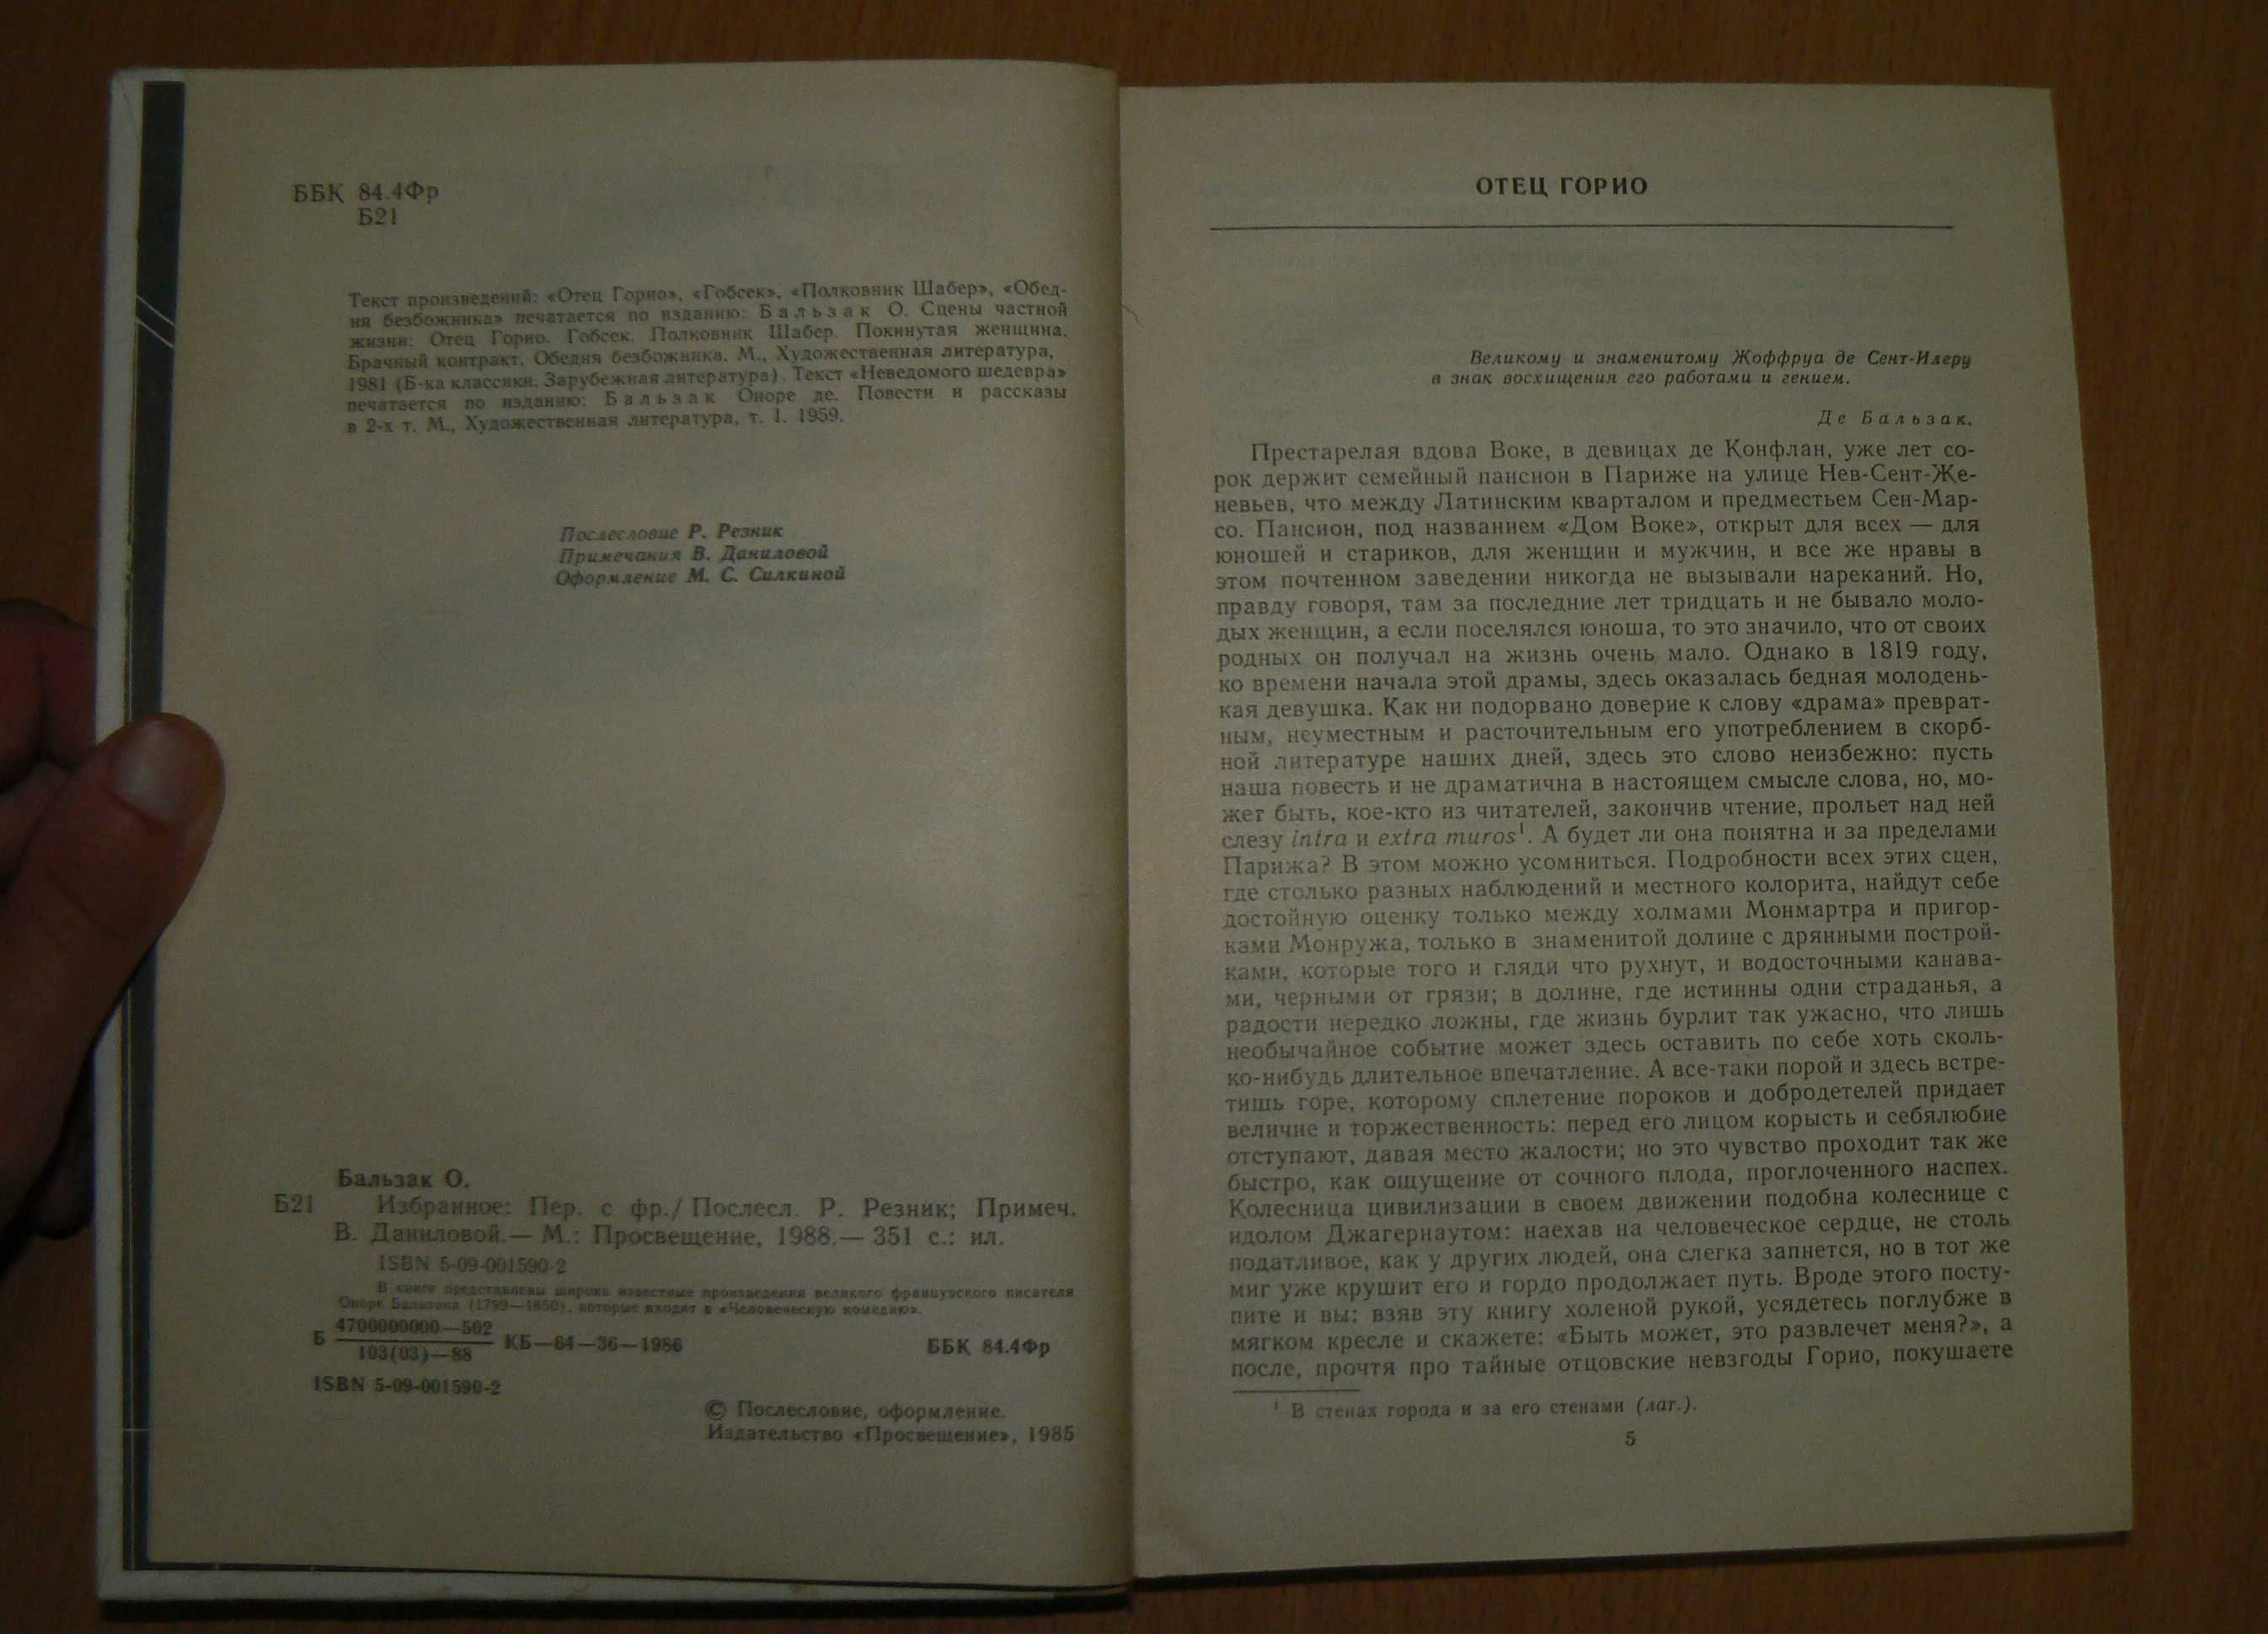 ББК 84.4Фр
Б21
Текст произведений: «Отец Горио», «Гобсек», «Полковник Шабер», «Обед-
ня безбожника» печатается по изданию: Бальзак О. Сцены частной
жизни: Отец Горио. Гобсек. Полковник Шабер. Покинутая женщина.
Брачный контракт. Обедня безбожника. М., Художественная литература,
1981 (Б-ка классики. Зарубежная литература). Текст «Неведомого шедевра»
печатается по изданию: Бальзак Оноре де. Повести и рассказы
в 2-х т. М., Художественная литература, т. I. 1959.
Послесловие Р. Резник
Примечания В. Даниловой
Оформление М. С. Силкиной
Бальзак О.
Б21 Избранное: Пер. с фр./ Послесл. Р. Резник; Примеч.
В. Даниловой.— М.: Просвещение, 1988.— 351 с.: ил.
ISBN 5-09-001590-2
В книге представлены широко известные произведения великого французского писателя
Оноре Бальзака (1799—1850), которые входят в «Человеческую комедию».
Б 4700000000—502
103(03)—88 КБ—64—36—1986 ББК 84.4Фр
ISBN 5-09-001590-2
© Послесловие, оформление.
Издательство «Просвещение», 1985
ОТЕЦ ГОРИО
Великому и знаменитому Жоффруа де Сент-Илеру
в знак восхищения его работами и гением.
Де Бальзак.
Престарелая вдова Воке, в девицах де Конфлан, уже лет со-
рок держит семейный пансион в Париже на улице Нев-Сент-Же-
невьев, что между Латинским кварталом и предместьем Сен-Мар-
со. Пансион, под названием «Дом Воке», открыт для всех — для
юношей и стариков, для женщин и мужчин, и все же нравы в
этом почтенном заведении никогда не вызывали нареканий. Но,
правду говоря, там за последние лет тридцать и не бывало моло-
дых женщин, а если поселялся юноша, то это значило, что от своих
родных он получал на жизнь очень мало. Однако в 1819 году,
ко времени начала этой драмы, здесь оказалась бедная молодень-
кая девушка. Как ни подорвано доверие к слову «драма» преврат-
ным, неуместным и расточительным его употреблением в скорб-
ной литературе наших дней, здесь это слово неизбежно: пусть
наша повесть и не драматична в настоящем смысле слова, но, мо-
жет быть, кое-кто из читателей, закончив чтение, прольет над ней
слезу intra и extra muros¹. А будет ли она понятна и за пределами
Парижа? В этом можно усомниться. Подробности всех этих сцен,
где столько разных наблюдений и местного колорита, найдут себе
достойную оценку только между холмами Монмартра и пригор-
ками Монружа, только в знаменитой долине с дрянными построй-
ками, которые того и гляди что рухнут, и водосточными канава-
ми, черными от грязи; в долине, где истинны одни страданья, а
радости нередко ложны, где жизнь бурлит так ужасно, что лишь
необычайное событие может здесь оставить по себе хоть сколь-
ко-нибудь длительное впечатление. А все-таки порой и здесь встре-
тишь горе, которому сплетение пороков и добродетелей придает
величие и торжественность: перед его лицом корысть и себялюбие
отступают, давая место жалости; но это чувство проходит так же
быстро, как ощущение от сочного плода, проглоченного наспех.
Колесница цивилизации в своем движении подобна колеснице с
идолом Джагернаутом: наехав на человеческое сердце, не столь
податливое, как у других людей, она слегка запнется, но в тот же
миг уже крушит его и гордо продолжает путь. Вроде этого посту-
пите и вы: взяв эту книгу холеной рукой, усядетесь поглубже в
мягком кресле и скажете: «Быть может, это развлечет меня?», а
после, прочтя про тайные отцовские невзгоды Горио, покушаете
¹ В стенах города и за его стенами (лат.).
5